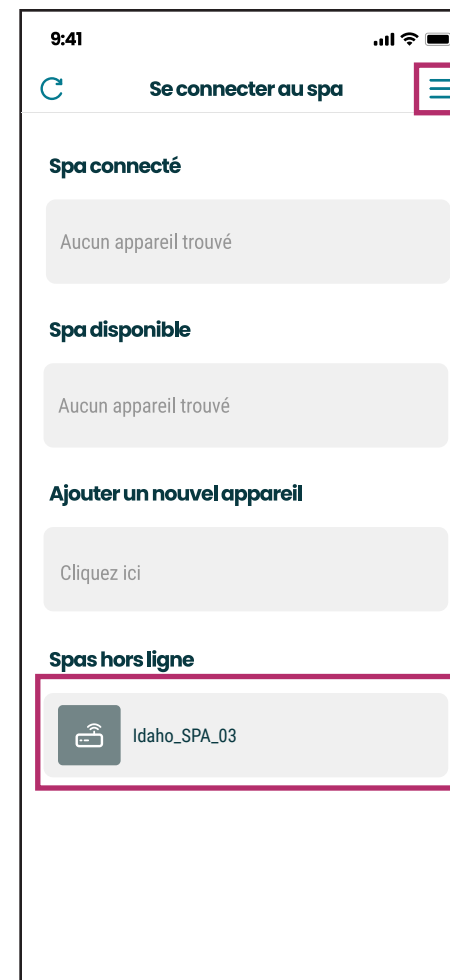 9:41
Se connecter au spa
Spa connecté
Aucun appareil trouvé
Spa disponible
Aucun appareil trouvé
Ajouter un nouvel appareil
Cliquez ici
Spas hors ligne
Idaho_SPA_03